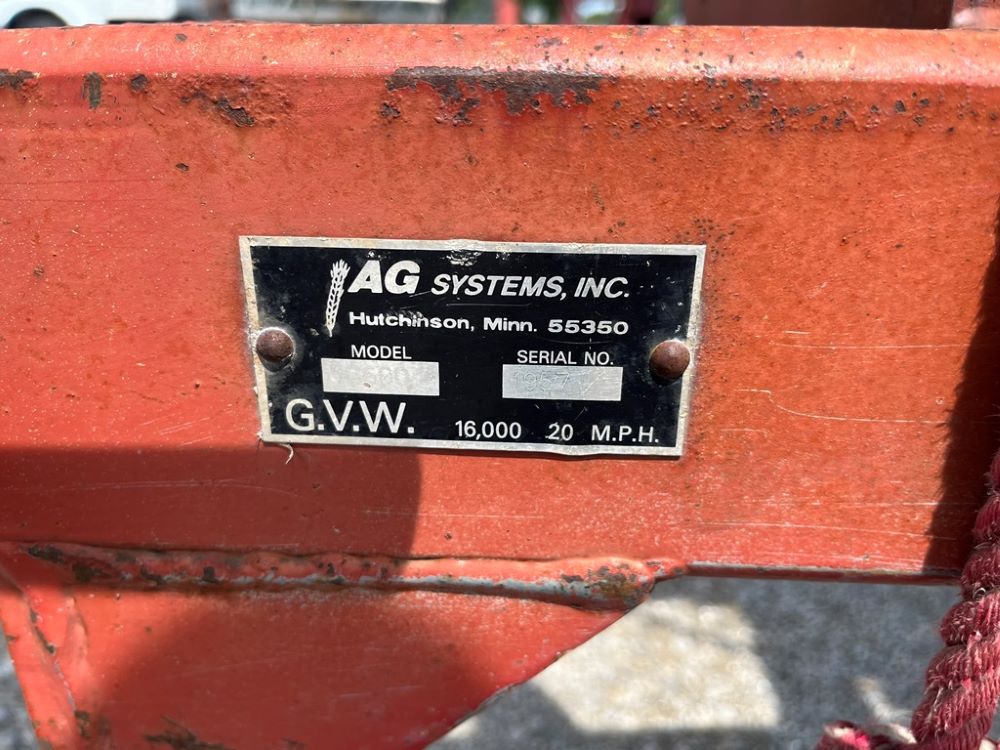 AG SYSTEMS, INC.
Hutchinson, Minn. 55350
MODEL SERIAL NO.
G.V.W. 16,000 20 M.P.H.